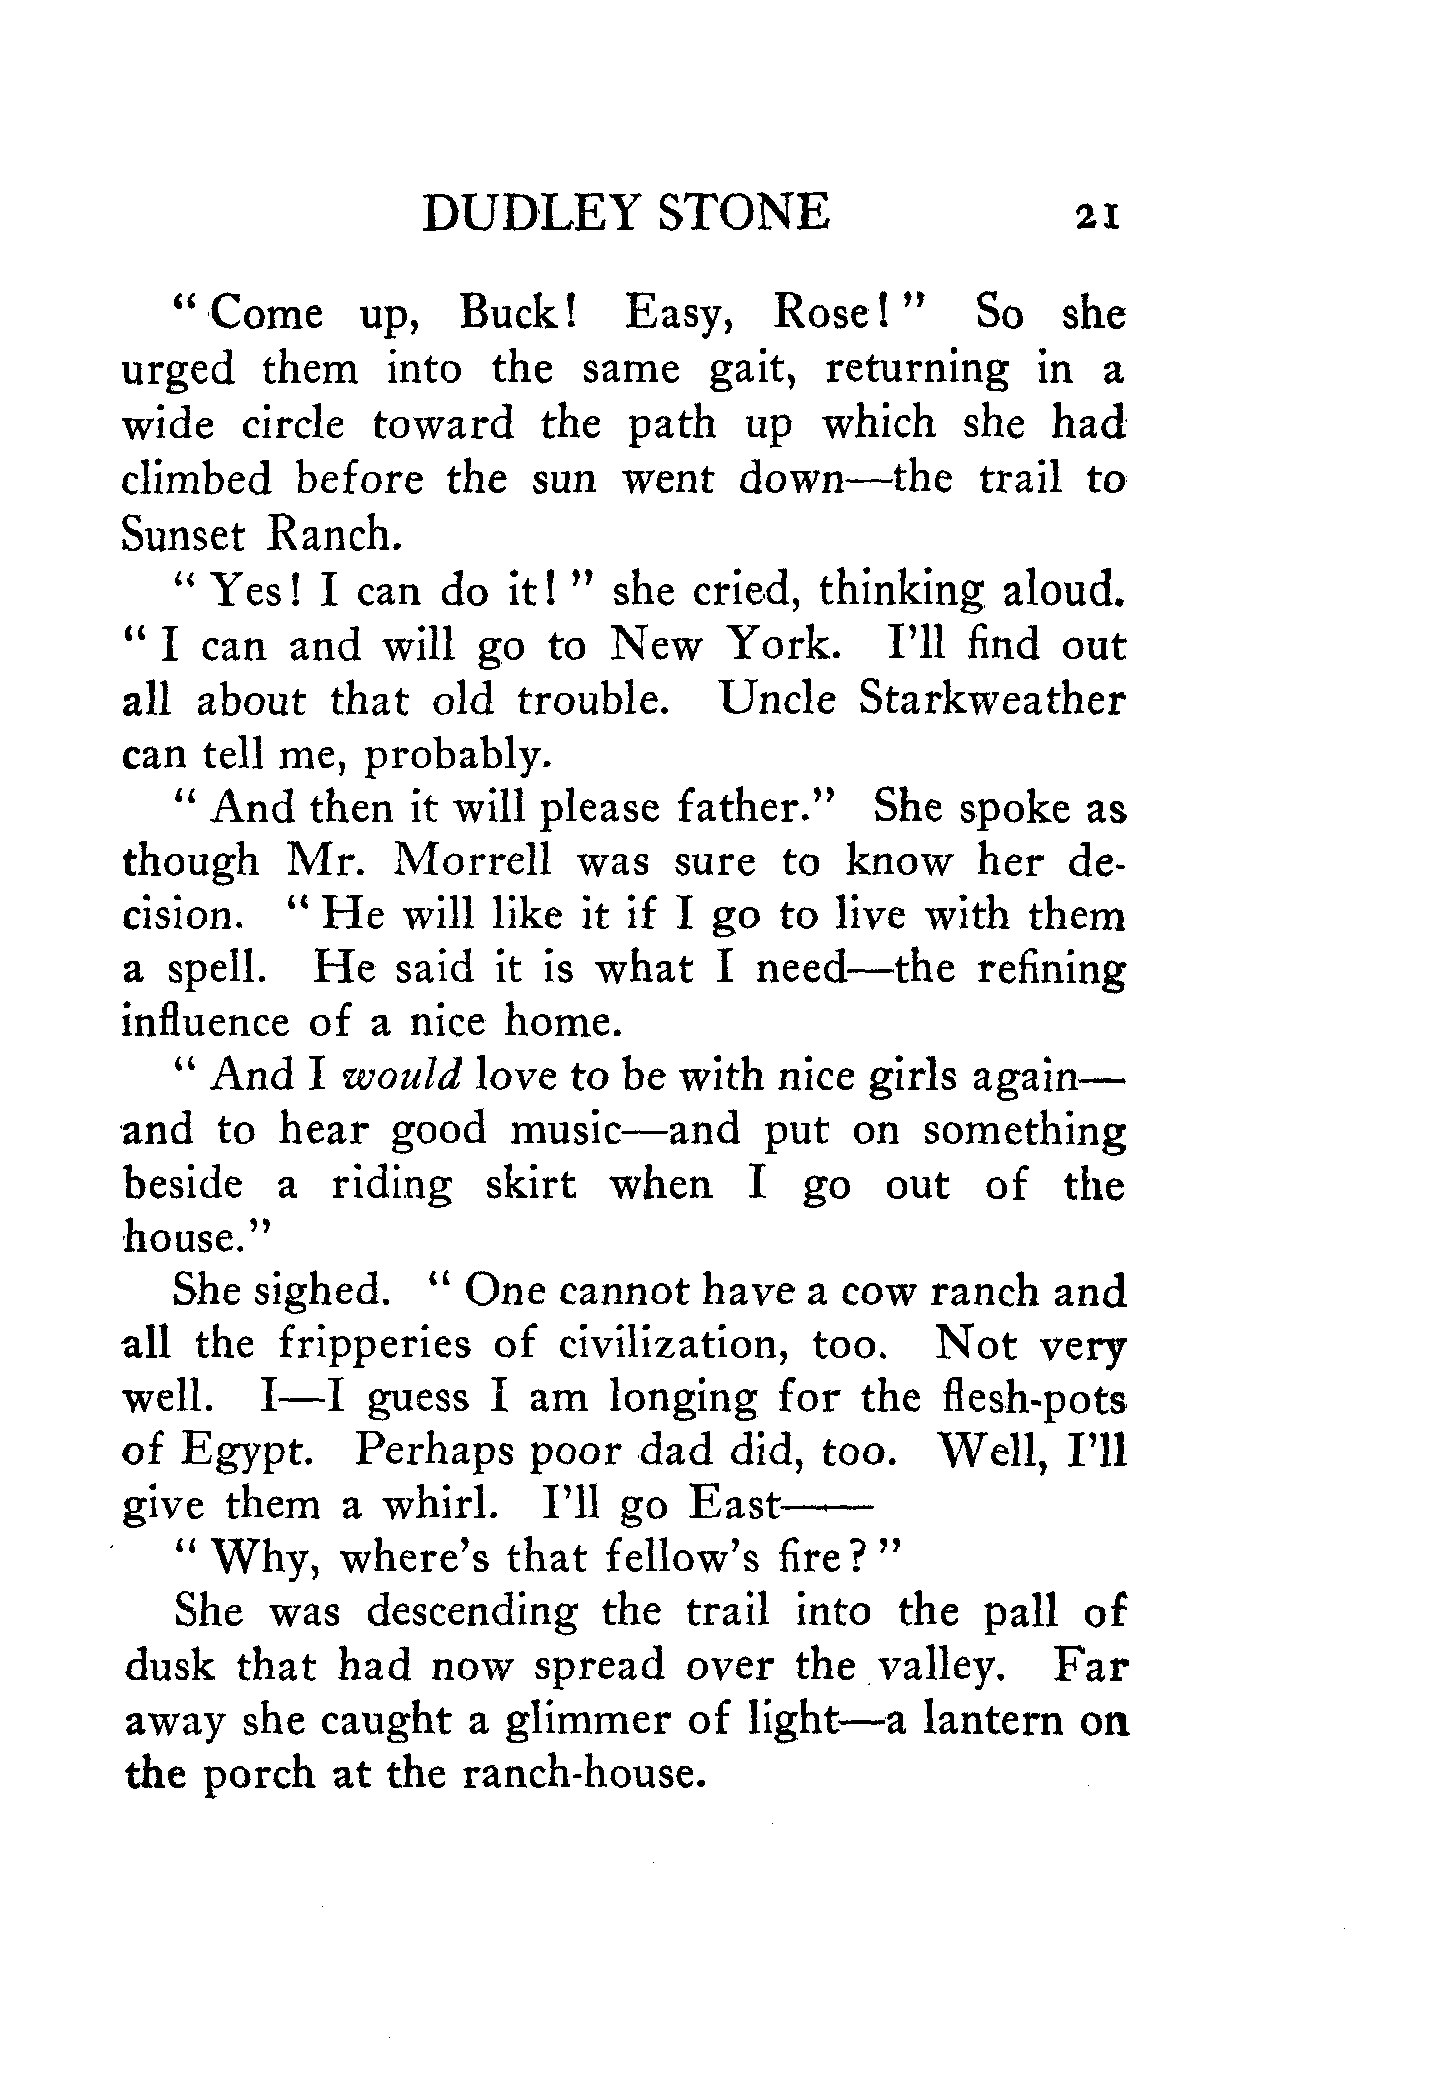 DUDLEY STONE 21
“ Come up, Buck! Easy, Rose! ” So she
urged them into the same gait, returning in a
wide circle toward the path up which she had
climbed before the sun went down—the trail to
Sunset Ranch.
“ Yes! I can do it! ” she cried, thinking aloud.
“ I can and will go to New York. I’ll find out
all about that old trouble. Uncle Starkweather
can tell me, probably.
“ And then it will please father.” She spoke as
though Mr. Morrell was sure to know her de-
cision. “ He will like it if I go to live with them
a spell. He said it is what I need—the refining
influence of a nice home.
“ And I would love to be with nice girls again—
and to hear good music—and put on something
beside a riding skirt when I go out of the
house.”
She sighed. “ One cannot have a cow ranch and
all the fripperies of civilization, too. Not very
well. I—I guess I am longing for the flesh-pots
of Egypt. Perhaps poor dad did, too. Well, I’ll
give them a whirl. I’ll go East——
“ Why, where’s that fellow’s fire? ”
She was descending the trail into the pall of
dusk that had now spread over the valley. Far
away she caught a glimmer of light—a lantern on
the porch at the ranch-house.